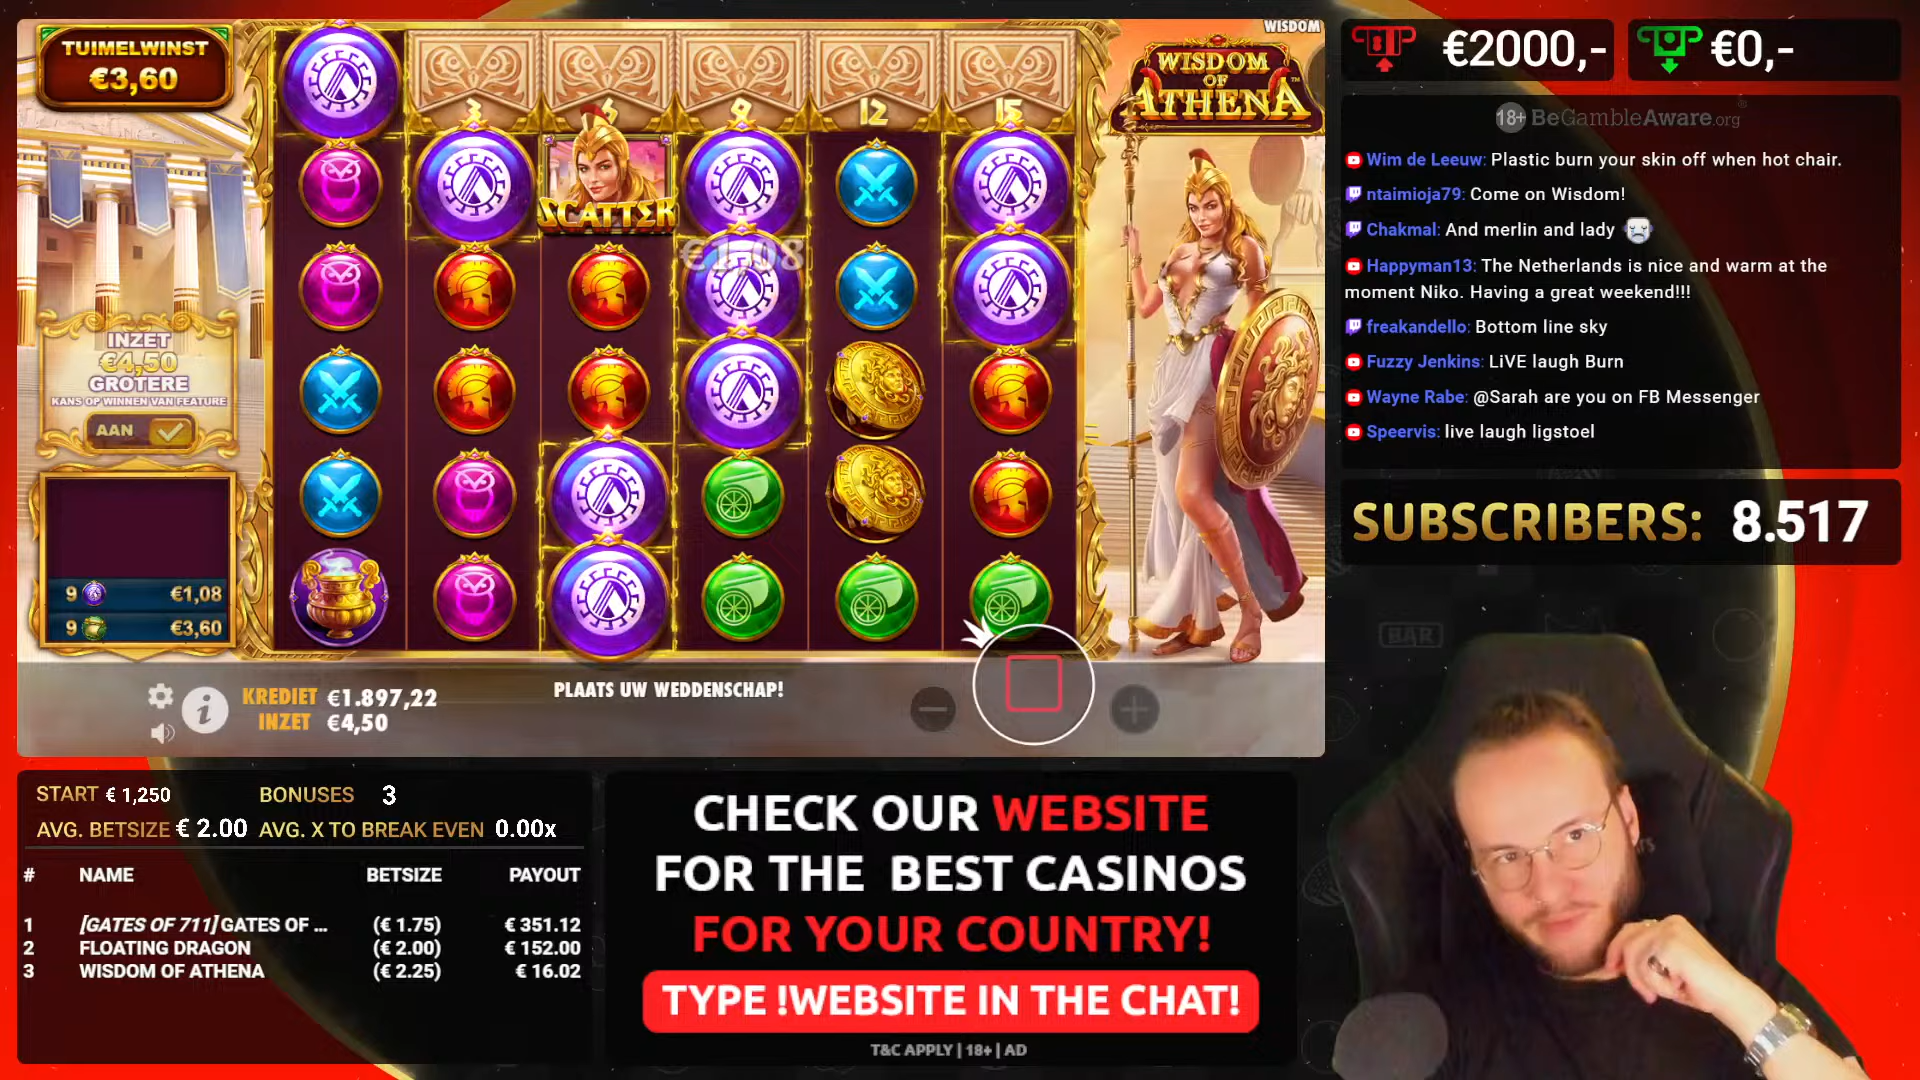 TUIMELWINST
€3,60
3
6
9
12
15
WISDOM
WISDOM
OF
ATHENA™
SCATTER
€1,08
INZET
€4,50
GROTERE
KANS OP WINNEN VAN FEATURE
AAN
9 €1,08
9 €3,60
KREDIET €1.897,22
INZET €4,50
PLAATS UW WEDDENSCHAP!
€2000,-
€0,-
18+ BeGambleAware.org®
Wim de Leeuw: Plastic burn your skin off when hot chair.
ntaimioja79: Come on Wisdom!
Chakmal: And merlin and lady
Happyman13: The Netherlands is nice and warm at the
moment Niko. Having a great weekend!!!
freakandello: Bottom line sky
Fuzzy Jenkins: LiVE laugh Burn
Wayne Rabe: @Sarah are you on FB Messenger
Speervis: live laugh ligstoel
SUBSCRIBERS: 8.517
BAR
START € 1,250 BONUSES 3
AVG. BETSIZE € 2.00 AVG. X TO BREAK EVEN 0.00x
# NAME BETSIZE PAYOUT
1 [GATES OF 711] GATES OF ... (€ 1.75) € 351.12
2 FLOATING DRAGON (€ 2.00) € 152.00
3 WISDOM OF ATHENA (€ 2.25) € 16.02
CHECK OUR WEBSITE
FOR THE BEST CASINOS
FOR YOUR COUNTRY!
TYPE !WEBSITE IN THE CHAT!
T&C APPLY | 18+ | AD